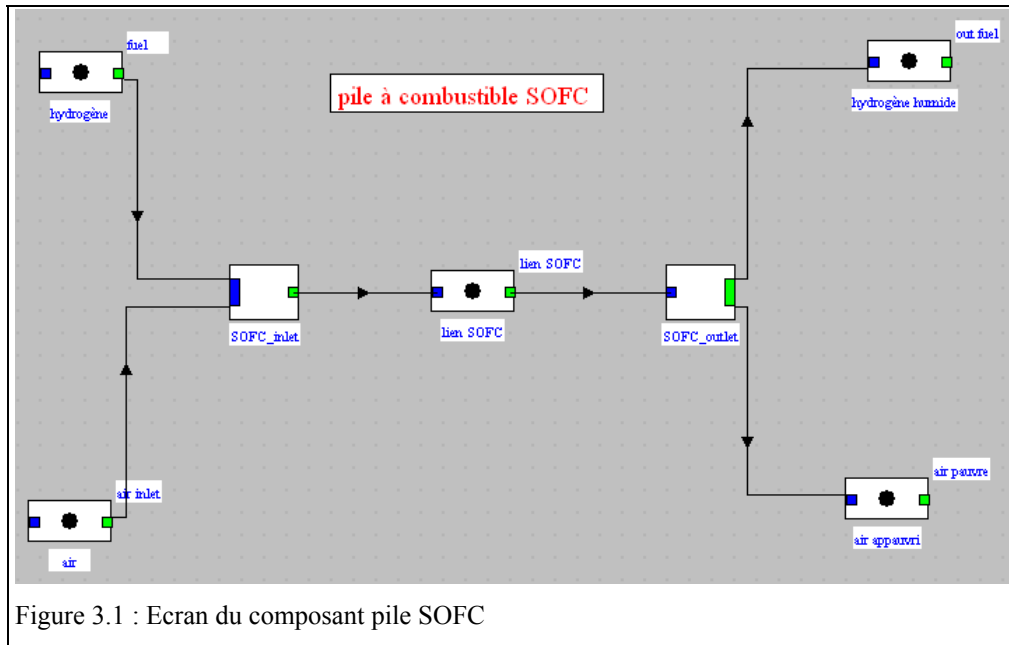 fuel
out fuel
pile à combustible SOFC
hydrogène
hydrogène humide
lien SOFC
SOFC_inlet
lien SOFC
SOFC_outlet
air inlet
air pauvre
air
air appauvri
Figure 3.1 : Ecran du composant pile SOFC